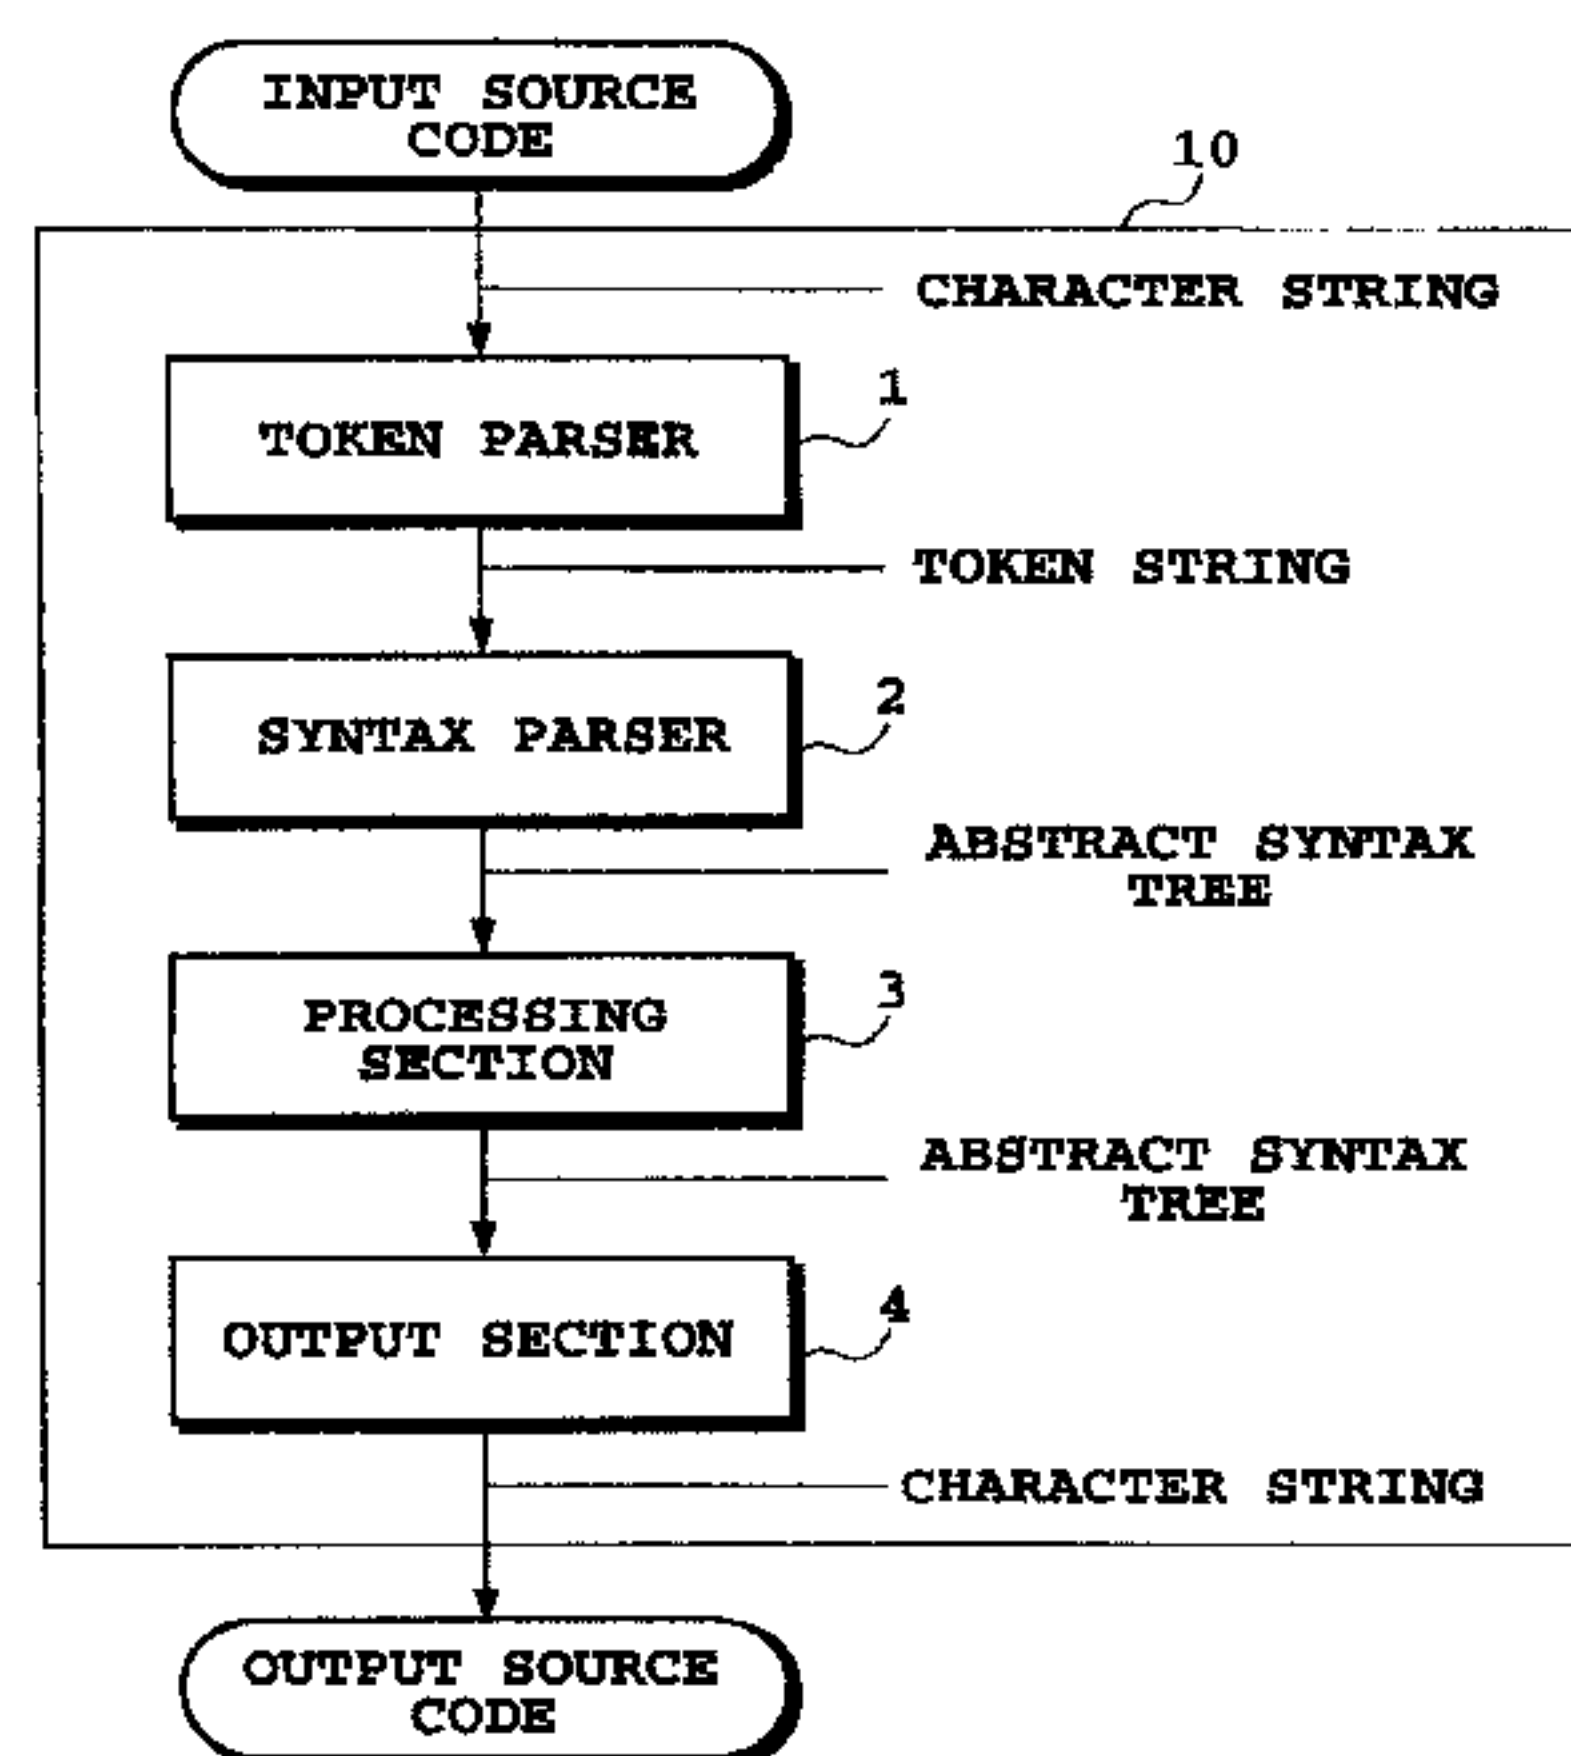 INPUT SOURCE
CODE
10
CHARACTER STRING
1
TOKEN PARSER
TOKEN STRING
2
SYNTAX PARSER
ABSTRACT SYNTAX
TREE
3
PROCESSING
SECTION
ABSTRACT SYNTAX
TREE
4
OUTPUT SECTION
CHARACTER STRING
OUTPUT SOURCE
CODE